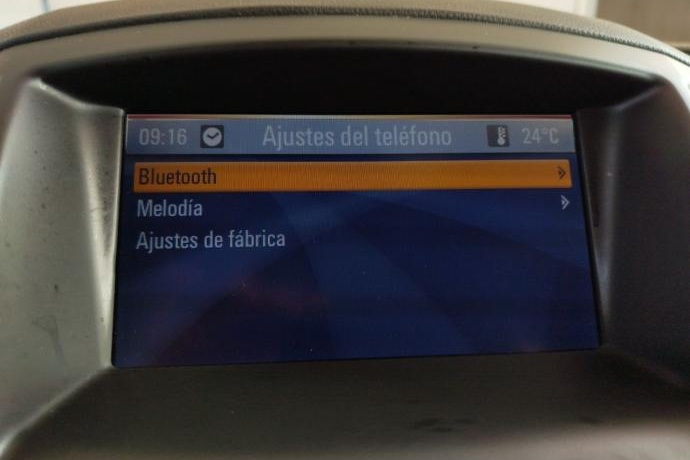 09:16 Ajustes del teléfono 24°C
Bluetooth
Melodía
Ajustes de fábrica